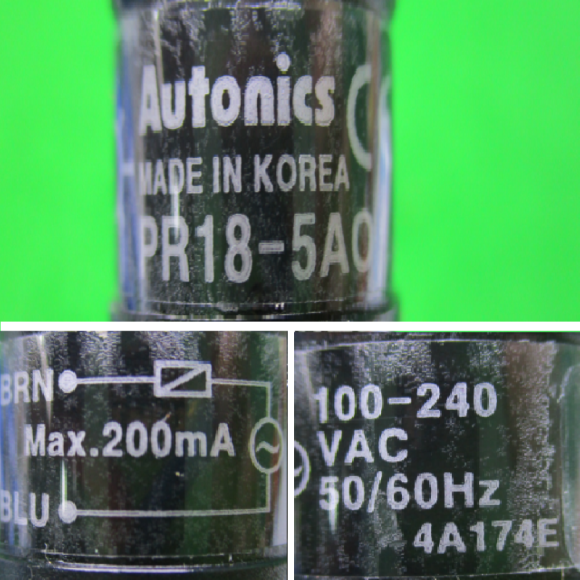 Autonics
MADE IN KOREA
PR18-5AO
BRN
Max.200mA
BLU
100-240
VAC
50/60Hz
4A174E